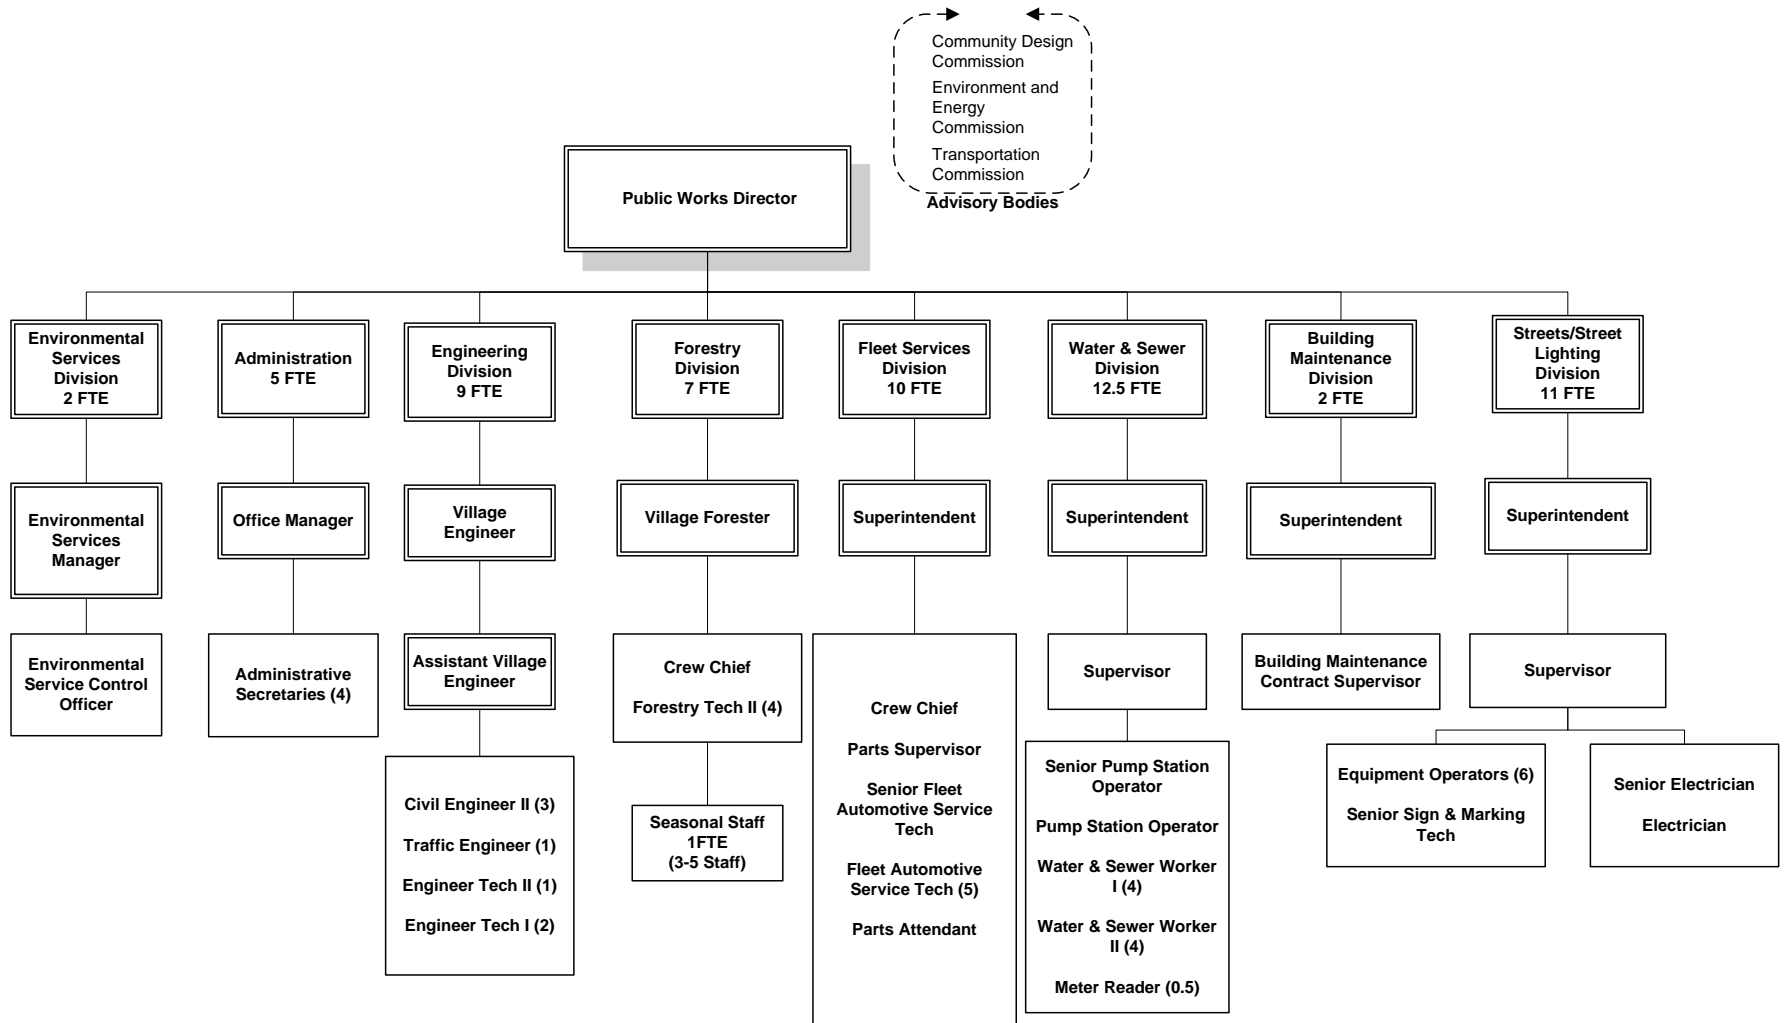 Community Design
Commission
Environment and
Energy
Commission
Transportation
Commission
Advisory Bodies
Public Works Director
Environmental
Services
Division
2 FTE
Administration
5 FTE
Engineering
Division
9 FTE
Forestry
Division
7 FTE
Fleet Services
Division
10 FTE
Water & Sewer
Division
12.5 FTE
Building
Maintenance
Division
2 FTE
Streets/Street
Lighting
Division
11 FTE
Environmental
Services
Manager
Office Manager
Village
Engineer
Village Forester
Superintendent
Superintendent
Superintendent
Superintendent
Environmental
Service Control
Officer
Administrative
Secretaries (4)
Assistant Village
Engineer
Crew Chief
Forestry Tech II (4)
Crew Chief
Parts Supervisor
Senior Fleet
Automotive Service
Tech
Fleet Automotive
Service Tech (5)
Parts Attendant
Supervisor
Building Maintenance
Contract Supervisor
Supervisor
Civil Engineer II (3)
Traffic Engineer (1)
Engineer Tech II (1)
Engineer Tech I (2)
Seasonal Staff
1FTE
(3-5 Staff)
Senior Pump Station
Operator
Pump Station Operator
Water & Sewer Worker
I (4)
Water & Sewer Worker
II (4)
Meter Reader (0.5)
Equipment Operators (6)
Senior Sign & Marking
Tech
Senior Electrician
Electrician